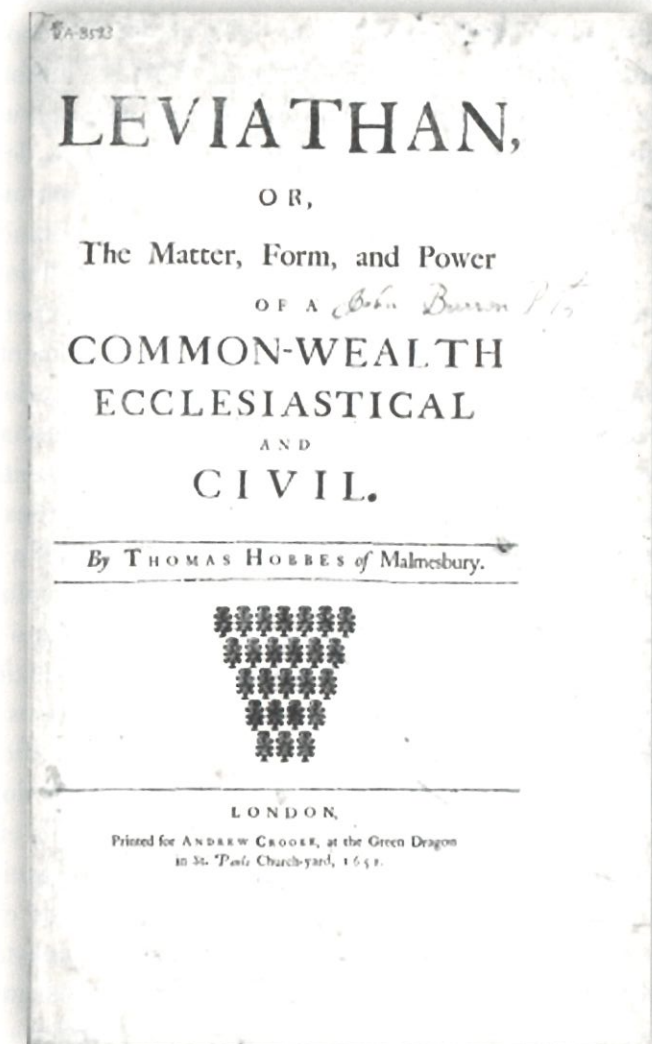 LEVIATHAN,
OR,
The Matter, Form, and Power
OF A
COMMON-WEALTH
ECCLESIASTICAL
AND
CIVIL.
By THOMAS HOBBES of Malmesbury.
LONDON,
Printed for ANDREW CROOKE, at the Green Dragon
in St. Pauls Church-yard, 1651.